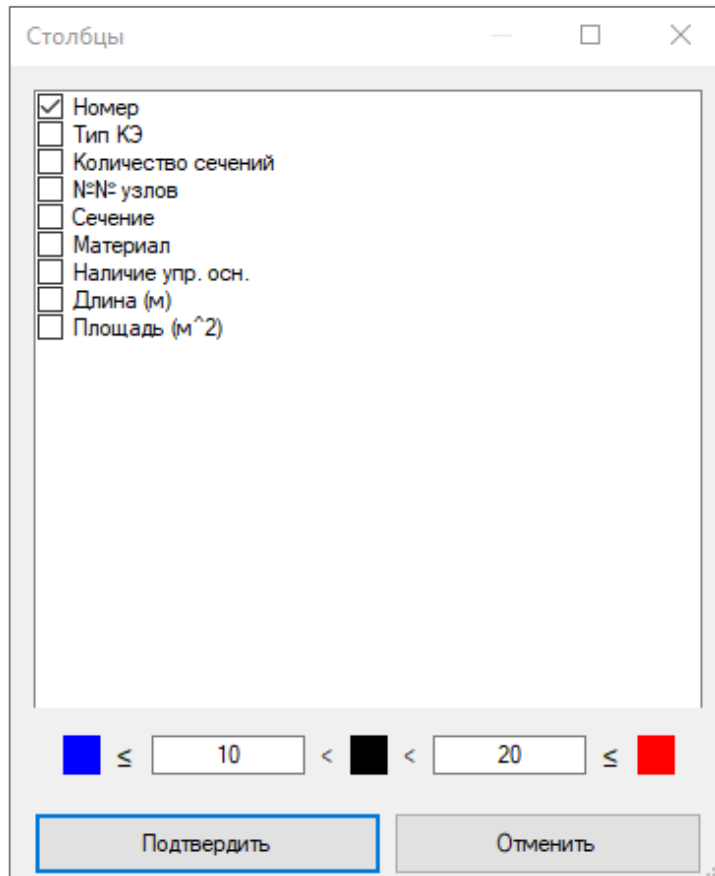 Столбцы
Номер
Тип КЭ
Количество сечений
№№ узлов
Сечение
Материал
Наличие упр. осн.
Длина (м)
Площадь (м^2)
≤ 10 < < 20 ≤
Подтвердить Отменить